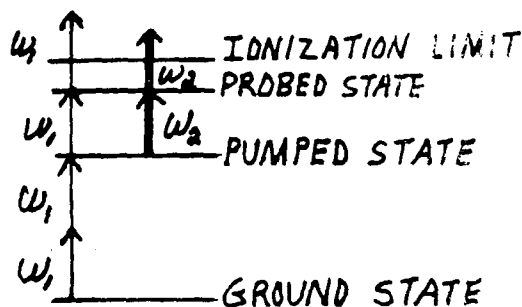 ω₁ IONIZATION LIMIT
ω₂ PROBED STATE
ω₁ ω₂
PUMPED STATE
ω₁
ω₁
GROUND STATE